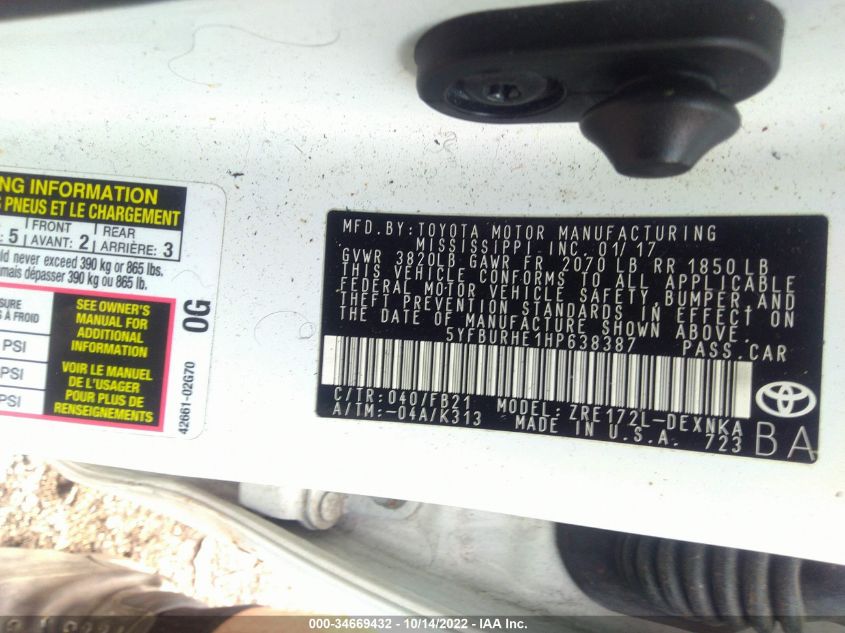 NG INFORMATION
PNEUS ET LE CHARGEMENT
5 FRONT AVANT: 2 REAR ARRIÈRE: 3
never exceed 390 kg or 865 lbs.
dépasser 390 kg ou 865 lb.
À FROID
PSI
PSI
PSI
SEE OWNER'S
MANUAL FOR
ADDITIONAL
INFORMATION
VOIR LE MANUEL
DE L'USAGER
POUR PLUS DE
RENSEIGNEMENTS
0G
42661-02G70
MFD. BY: TOYOTA MOTOR MANUFACTURING
MISSISSIPPI INC. 01/17
GVWR 3820LB GAWR FR 2070 LB RR 1850LB
THIS VEHICLE CONFORMS TO ALL APPLICABLE
FEDERAL MOTOR VEHICLE SAFETY, BUMPER AND
THEFT PREVENTION STANDARDS IN EFFECT ON
THE DATE OF MANUFACTURE SHOWN ABOVE.
5YFBURHE1HP638387 PASS.CAR
C/TR: 040/FB21 MODEL: ZRE172L-DEXNKA
A/TM: -04A/K313 MADE IN U.S.A. 723
BA
000-34669432 - 10/14/2022 - IAA Inc.